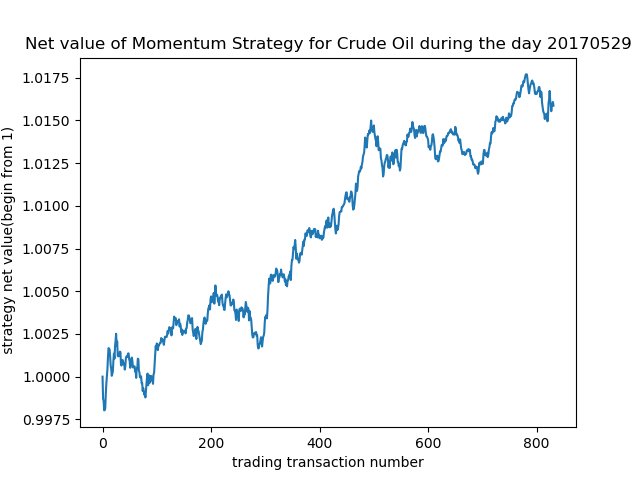 Net value of Momentum Strategy for Crude Oil during the day 20170529
1.0175
1.0150
1.0125
1.0100
1.0075
1.0050
1.0025
1.0000
0.9975
strategy net value(begin from 1)
0 200 400 600 800
trading transaction number